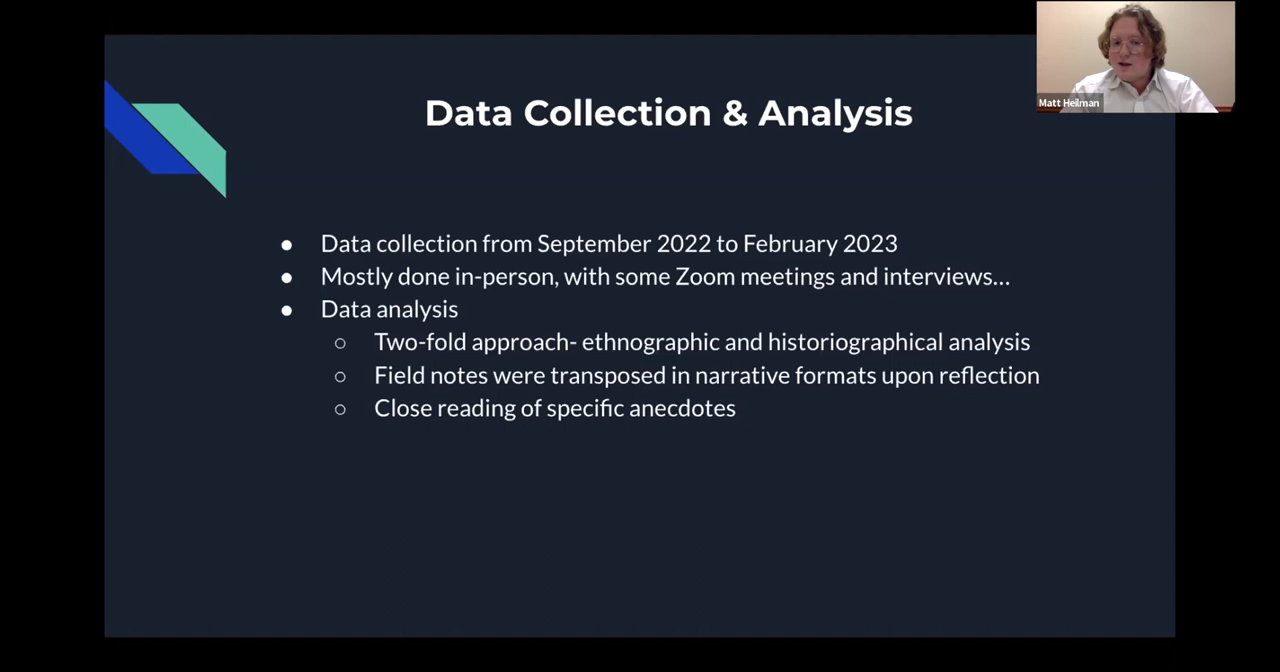 Data Collection & Analysis
Matt Heilman
● Data collection from September 2022 to February 2023
● Mostly done in-person, with some Zoom meetings and interviews...
● Data analysis
○ Two-fold approach- ethnographic and historiographical analysis
○ Field notes were transposed in narrative formats upon reflection
○ Close reading of specific anecdotes